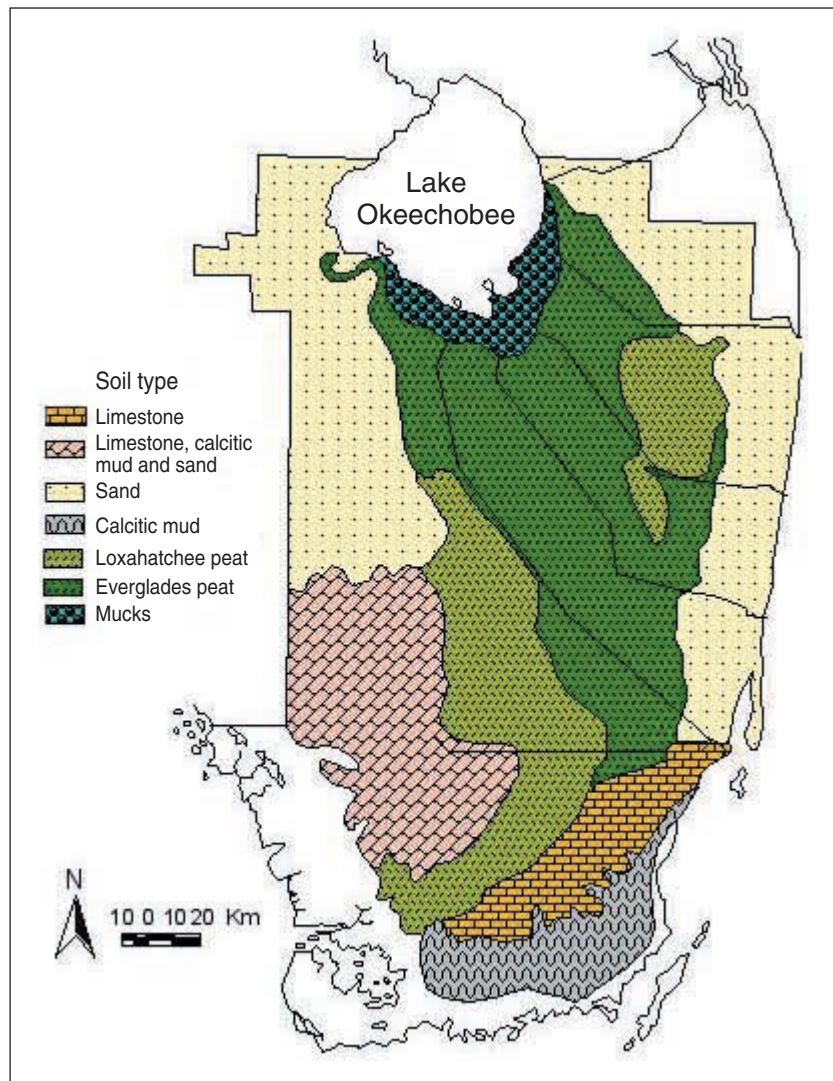 Lake
Okeechobee
Soil type
Limestone
Limestone, calcitic
mud and sand
Sand
Calcitic mud
Loxahatchee peat
Everglades peat
Mucks
N
10 0 10 20 Km